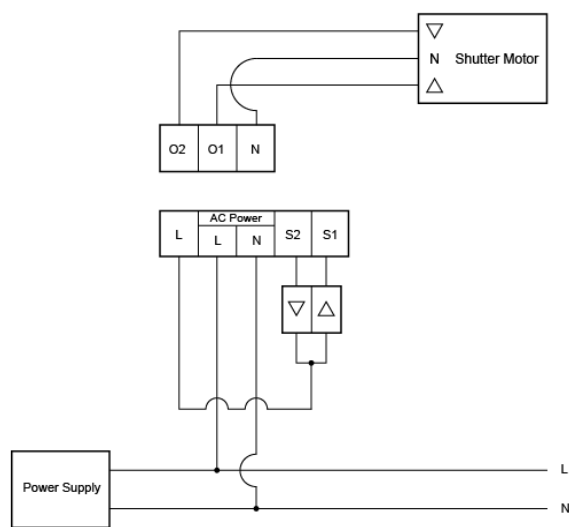 ▽
N Shutter Motor
△
O2 O1 N
AC Power
L L N S2 S1
▽ △
L
Power Supply
N